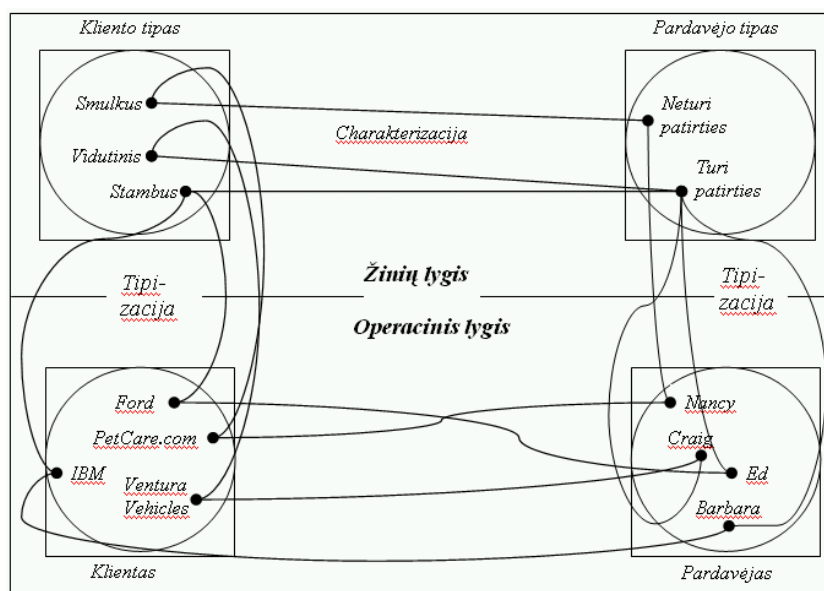 Kliento tipas
Pardavėjo tipas
Smulkus
Vidutinis
Stambus
Charakterizacija
Neturi
patirties
Turi
patirties
Tipi-
zacija
Žinių lygis
Operacinis lygis
Tipi-
zacija
Ford
PetCare.com
IBM
Ventura
Vehicles
Nancy
Craig
Ed
Barbara
Klientas
Pardavėjas